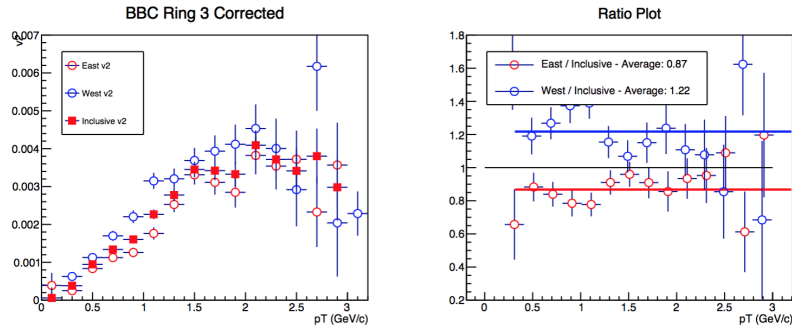 BBC Ring 3 Corrected
v2
0.007
0.006
0.005
0.004
0.003
0.002
0.001
0
East v2
West v2
Inclusive v2
0 0.5 1 1.5 2 2.5 3
pT (GeV/c)
Ratio Plot
1.8
1.6
1.4
1.2
1
0.8
0.6
0.4
0.2
East / Inclusive - Average: 0.87
West / Inclusive - Average: 1.22
0 0.5 1 1.5 2 2.5 3
pT (GeV/c)